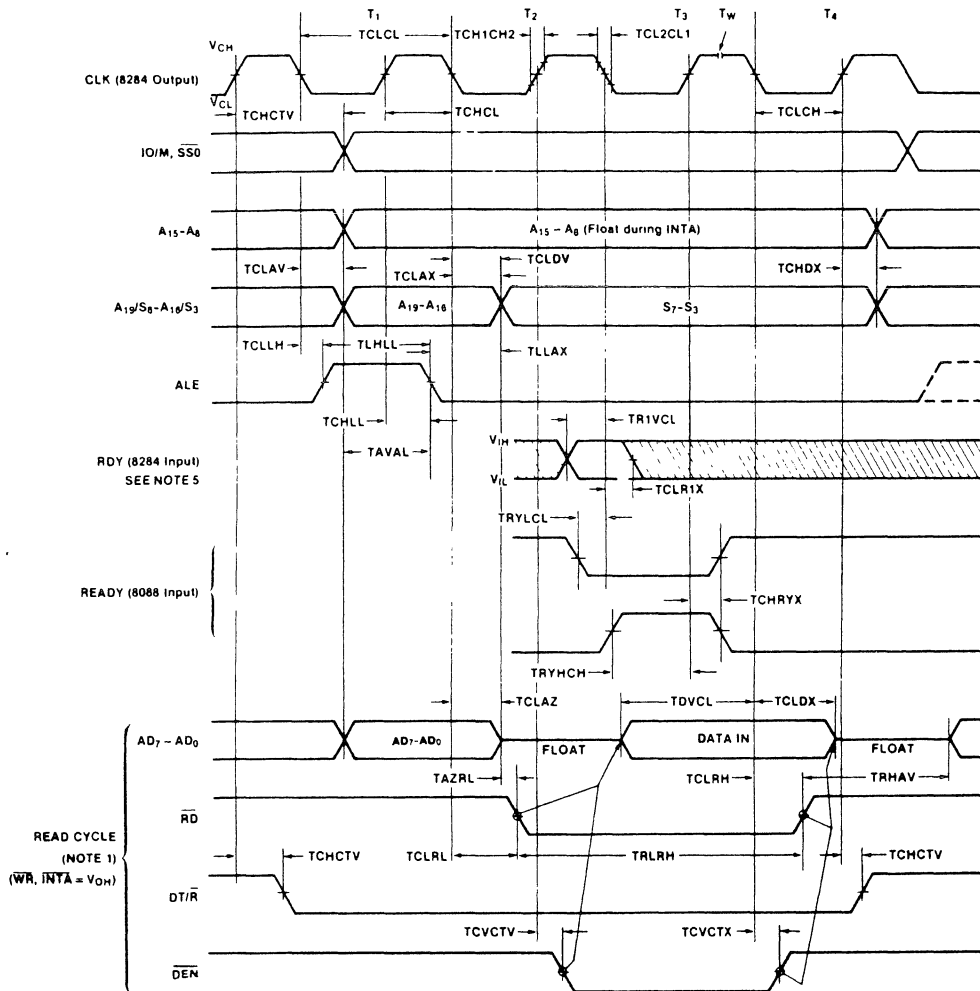 T1 T2 T3 TW T4
TCLCL TCH1CH2 TCL2CL1
VCH
CLK (8284 Output)
VCL
TCHCTV TCHCL TCLCH
IO/M, SS0
A15-A8 A15 – A8 (Float during INTA)
TCLDV
TCLAV TCLAX TCHDX
A19/S6-A16/S3 A19-A16 S7-S3
TCLLH TLHLL TLLAX
ALE
TCHLL TR1VCL
TAVAL VIH
RDY (8284 Input)
SEE NOTE 5 VIL TCLR1X
TRYLCL
READY (8088 Input) TCHRYX
TRYHCH
TCLAZ TDVCL TCLDX
AD7 – AD0 AD7-AD0 FLOAT DATA IN FLOAT
TAZRL TCLRH TRHAV
RD
READ CYCLE
(NOTE 1)
(WR, INTA = VOH)
TCHCTV TCLRL TRLRH TCHCTV
DT/R
TCVCTV TCVCTX
DEN